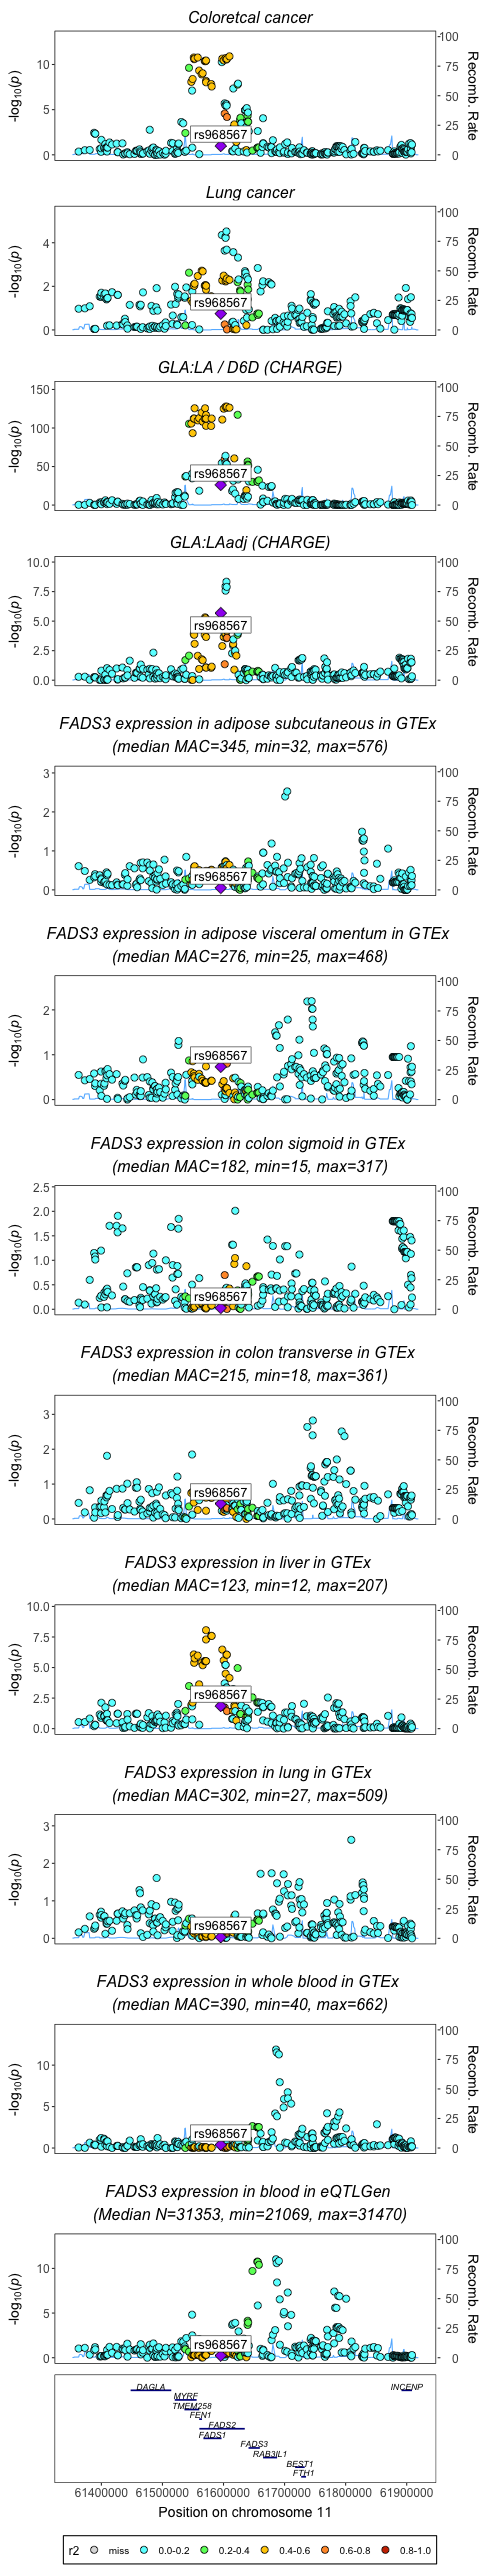 Coloretcal cancer
-log10(p)
10
5
0
rs968567
100
75
50
25
0
Recomb. Rate
Lung cancer
-log10(p)
4
2
0
rs968567
100
75
50
25
0
Recomb. Rate
GLA:LA / D6D (CHARGE)
-log10(p)
150
100
50
0
rs968567
100
75
50
25
0
Recomb. Rate
GLA:LAadj (CHARGE)
-log10(p)
10.0
7.5
5.0
2.5
0.0
rs968567
100
75
50
25
0
Recomb. Rate
FADS3 expression in adipose subcutaneous in GTEx
(median MAC=345, min=32, max=576)
-log10(p)
3
2
1
0
rs968567
100
75
50
25
0
Recomb. Rate
FADS3 expression in adipose visceral omentum in GTEx
(median MAC=276, min=25, max=468)
-log10(p)
2
1
0
rs968567
100
75
50
25
0
Recomb. Rate
FADS3 expression in colon sigmoid in GTEx
(median MAC=182, min=15, max=317)
-log10(p)
2.5
2.0
1.5
1.0
0.5
0.0
rs968567
100
75
50
25
0
Recomb. Rate
FADS3 expression in colon transverse in GTEx
(median MAC=215, min=18, max=361)
-log10(p)
3
2
1
0
rs968567
100
75
50
25
0
Recomb. Rate
FADS3 expression in liver in GTEx
(median MAC=123, min=12, max=207)
-log10(p)
10.0
7.5
5.0
2.5
0.0
rs968567
100
75
50
25
0
Recomb. Rate
FADS3 expression in lung in GTEx
(median MAC=302, min=27, max=509)
-log10(p)
3
2
1
0
rs968567
100
75
50
25
0
Recomb. Rate
FADS3 expression in whole blood in GTEx
(median MAC=390, min=40, max=662)
-log10(p)
10
5
0
rs968567
100
75
50
25
0
Recomb. Rate
FADS3 expression in blood in eQTLGen
(Median N=31353, min=21069, max=31470)
-log10(p)
10
5
0
rs968567
100
75
50
25
0
Recomb. Rate
DAGLA
INCENP
MYRF
TMEM258
FEN1
FADS2
FADS1
FADS3
RAB3IL1
BEST1
FTH1
61400000 61500000 61600000 61700000 61800000 61900000
Position on chromosome 11
r2 miss 0.0-0.2 0.2-0.4 0.4-0.6 0.6-0.8 0.8-1.0